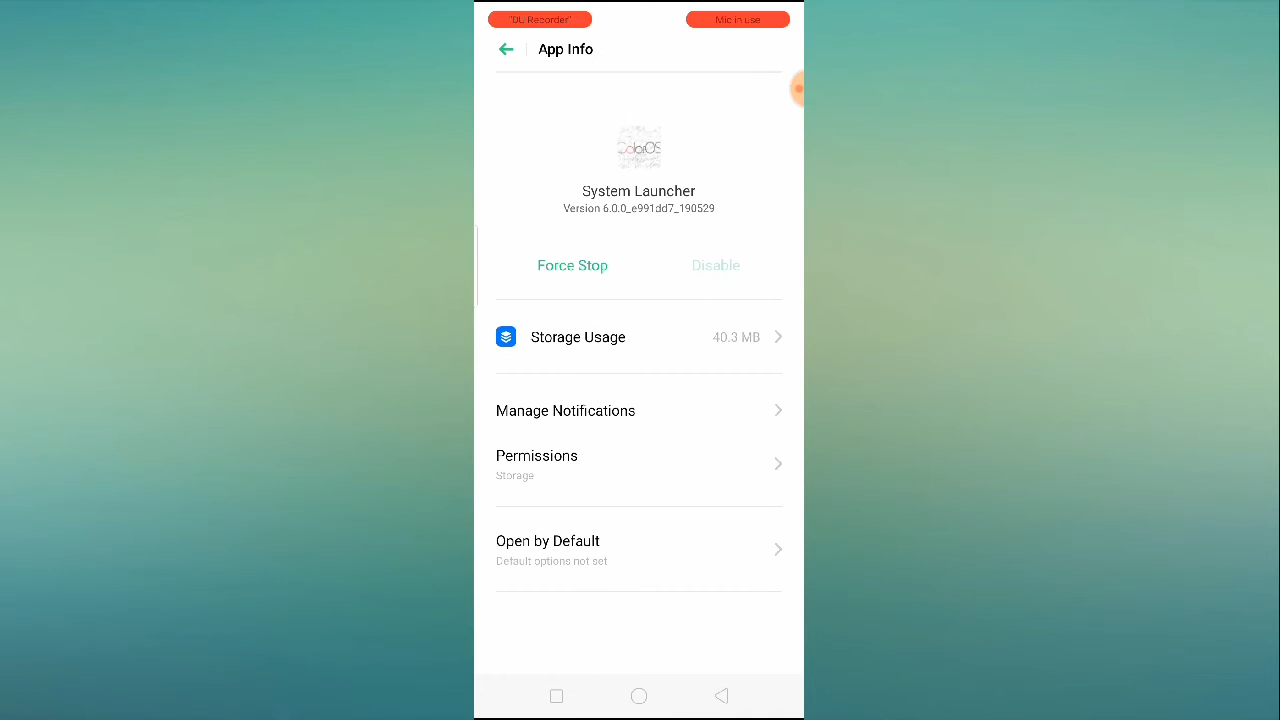 "DU Recorder"
Mic in use
App Info
ColorOS
System Launcher
Version 6.0.0_e991dd7_190529
Force Stop
Disable
Storage Usage
40.3 MB
Manage Notifications
Permissions
Storage
Open by Default
Default options not set